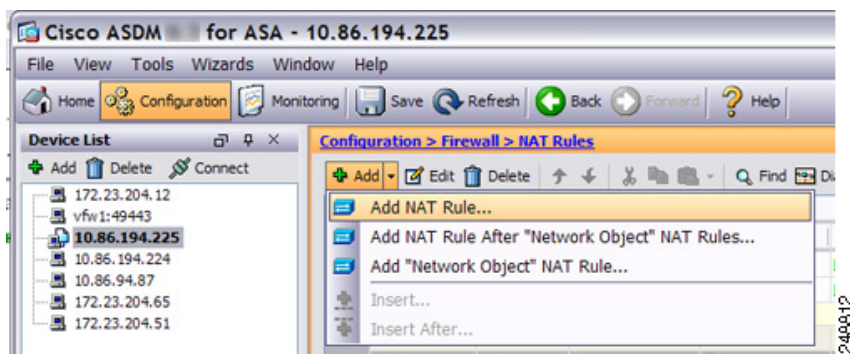 Cisco ASDM for ASA - 10.86.194.225
File View Tools Wizards Window Help
Home Configuration Monitoring Save Refresh Back Forward Help
Device List
Add Delete Connect
172.23.204.12
vfw1:49443
10.86.194.225
10.86.194.224
10.86.94.87
172.23.204.65
172.23.204.51
Configuration > Firewall > NAT Rules
Add Edit Delete Find Di
Add NAT Rule...
Add NAT Rule After "Network Object" NAT Rules...
Add "Network Object" NAT Rule...
Insert...
Insert After...
248812